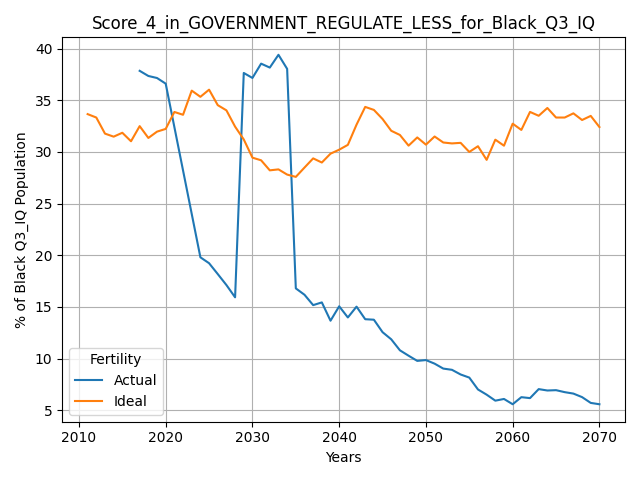 Score_4_in_GOVERNMENT_REGULATE_LESS_for_Black_Q3_IQ
% of Black Q3_IQ Population
40
35
30
25
20
15
10
5
Fertility
Actual
Ideal
2010 2020 2030 2040 2050 2060 2070
Years